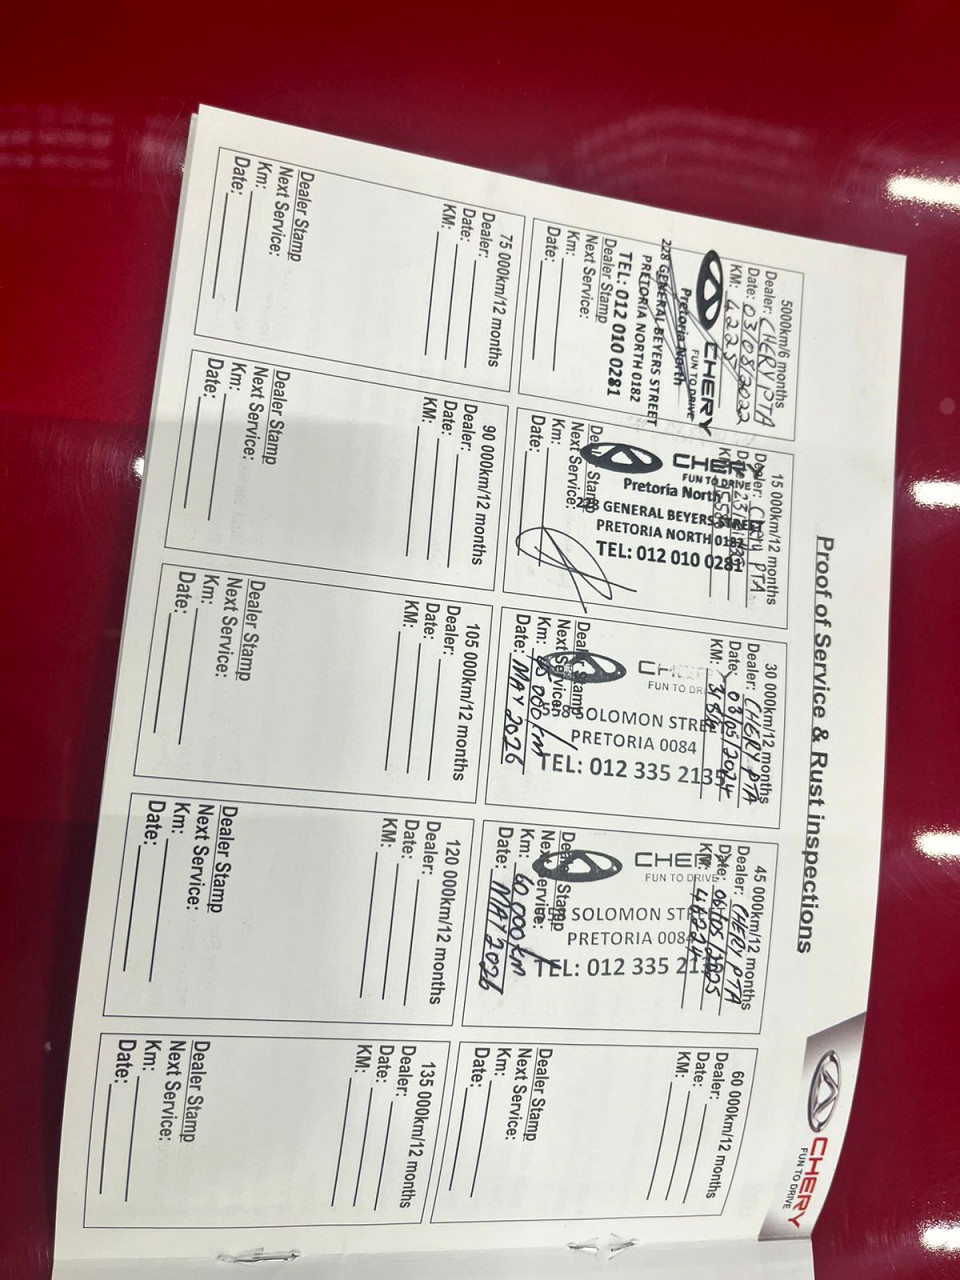 Proof of Service & Rust inspections
CHERY
FUN TO DRIVE
5000km/6 months
Dealer: CHERY PTA
Date: 03/08/2022
KM: 4225
CHERY
FUN TO DRIVE
Pretoria North
228 GENERAL BEYERS STREET
PRETORIA NORTH 0182
TEL: 012 010 0281
Dealer Stamp
Next Service:
Km:
Date:
15 000km/12 months
Dealer: CHERY PTA
Date:
KM:
CHERY
FUN TO DRIVE
Pretoria North
228 GENERAL BEYERS STREET
PRETORIA NORTH 0182
TEL: 012 010 0281
Dealer Stamp
Next Service:
Km:
Date:
30 000km/12 months
Dealer: CHERY PTA
Date: 03/05/2024
KM:
CHERY
FUN TO DRIVE
SOLOMON STREET
PRETORIA 0084
TEL: 012 335 2135
Dealer Stamp
Next Service:
Km: 45 000 km
Date: MAY 2026
45 000km/12 months
Dealer: CHERY PTA
Date: 06/05/2025
KM:
CHERY
FUN TO DRIVE
SOLOMON STREET
PRETORIA 0084
TEL: 012 335 2135
Dealer Stamp
Next Service:
Km: 60 000 km
Date: MAY 2026
60 000km/12 months
Dealer:
Date:
KM:
Dealer Stamp
Next Service:
Km:
Date:
75 000km/12 months
Dealer:
Date:
KM:
Dealer Stamp
Next Service:
Km:
Date:
90 000km/12 months
Dealer:
Date:
KM:
Dealer Stamp
Next Service:
Km:
Date:
105 000km/12 months
Dealer:
Date:
KM:
Dealer Stamp
Next Service:
Km:
Date:
120 000km/12 months
Dealer:
Date:
KM:
Dealer Stamp
Next Service:
Km:
Date:
135 000km/12 months
Dealer:
Date:
KM:
Dealer Stamp
Next Service:
Km:
Date: